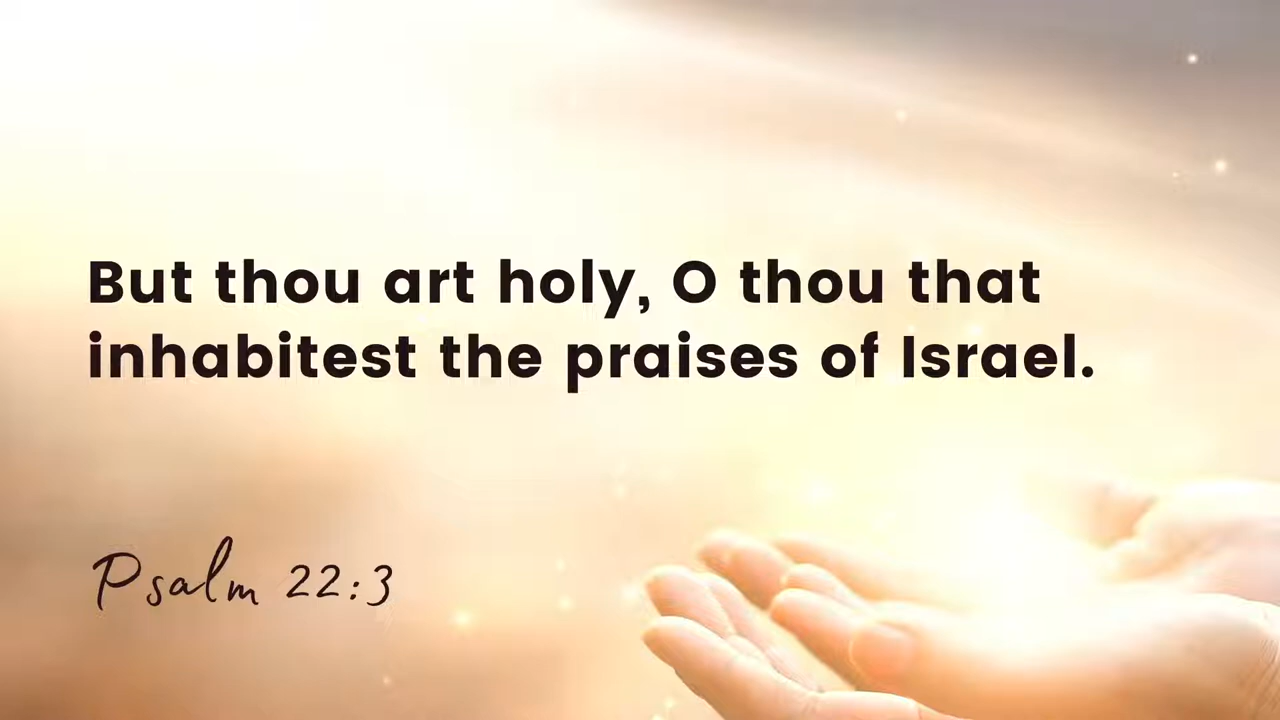 But thou art holy, O thou that
inhabitest the praises of Israel.
Psalm 22:3